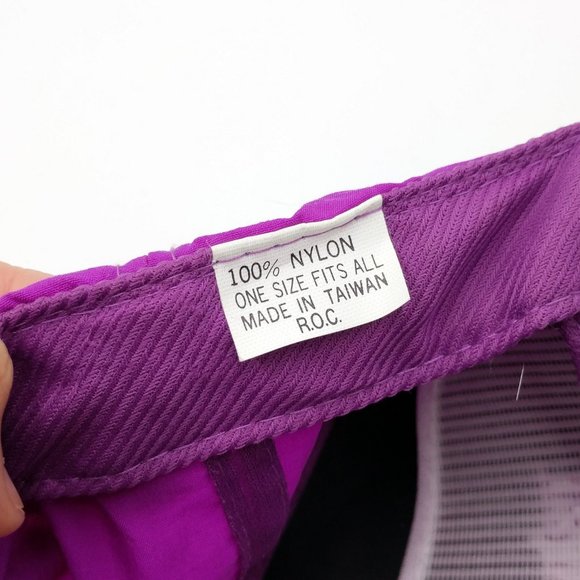 100% NYLON
ONE SIZE FITS ALL
MADE IN TAIWAN
R.O.C.